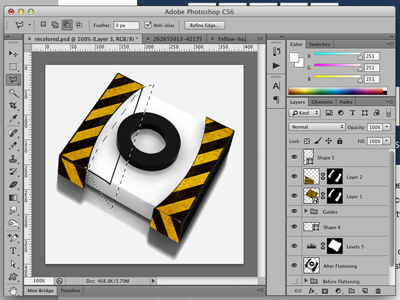 Adobe Photoshop CS6
Feather: 0 px
Anti-alias
Refine Edge...
recolored.psd @ 100% (Layer 3, RGB/8) *
262655013-42175
Color
Swatches
Styles
C
251
M
251
Y
251
Layers
Channels
Paths
Kind
Normal
Opacity: 100%
Lock:
Fill: 100%
Shape 5
Layer 2
Layer 1
Guides
Shape 4
Levels 5
After Flattening
Before Flattening
100%
Doc: 468.8K/3.79M
Mini Bridge
Timeline